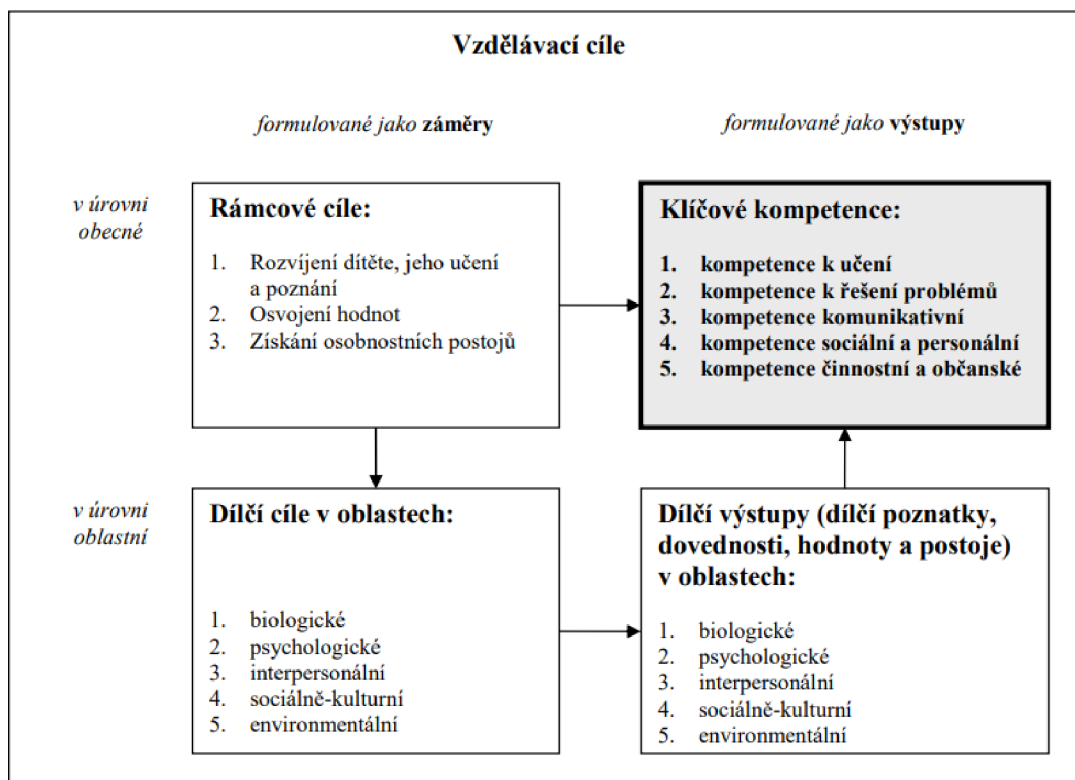 Vzdělávací cíle
formulované jako záměry
formulované jako výstupy
v úrovni
obecné
Rámcové cíle:
1. Rozvíjení dítěte, jeho učení
a poznání
2. Osvojení hodnot
3. Získání osobnostních postojů
Klíčové kompetence:
1. kompetence k učení
2. kompetence k řešení problémů
3. kompetence komunikativní
4. kompetence sociální a personální
5. kompetence činnostní a občanské
v úrovni
oblastní
Dílčí cíle v oblastech:
1. biologické
2. psychologické
3. interpersonální
4. sociálně-kulturní
5. environmentální
Dílčí výstupy (dílčí poznatky,
dovednosti, hodnoty a postoje)
v oblastech:
1. biologické
2. psychologické
3. interpersonální
4. sociálně-kulturní
5. environmentální